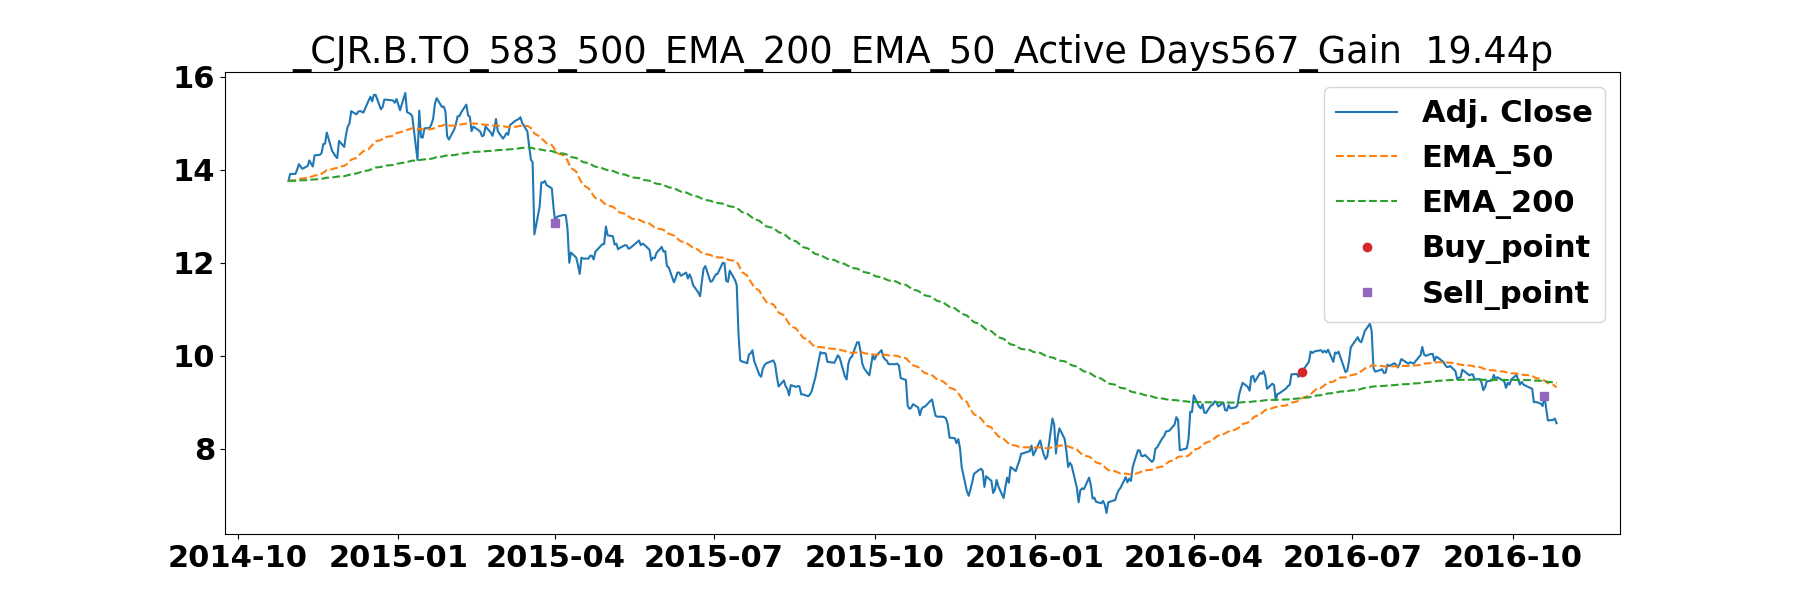 _CJR.B.TO_583_500_EMA_200_EMA_50_Active Days567_Gain  19.44p
16
14
12
10
8
Adj. Close
EMA_50
EMA_200
Buy_point
Sell_point
2014-10 2015-01 2015-04 2015-07 2015-10 2016-01 2016-04 2016-07 2016-10